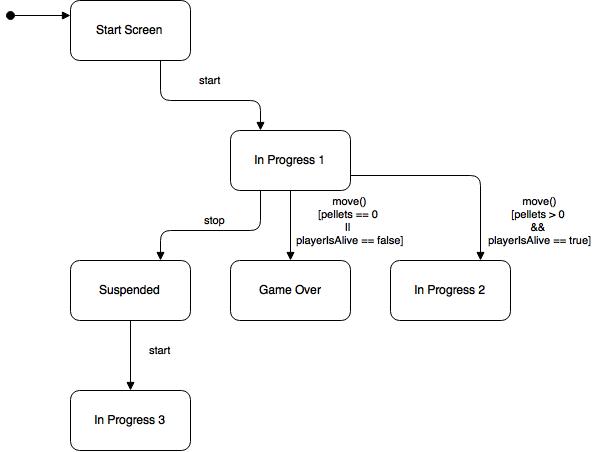 Start Screen
start
In Progress 1
stop
move()
[pellets == 0
||
playerIsAlive == false]
move()
[pellets > 0
&&
playerIsAlive == true]
Suspended
Game Over
In Progress 2
start
In Progress 3